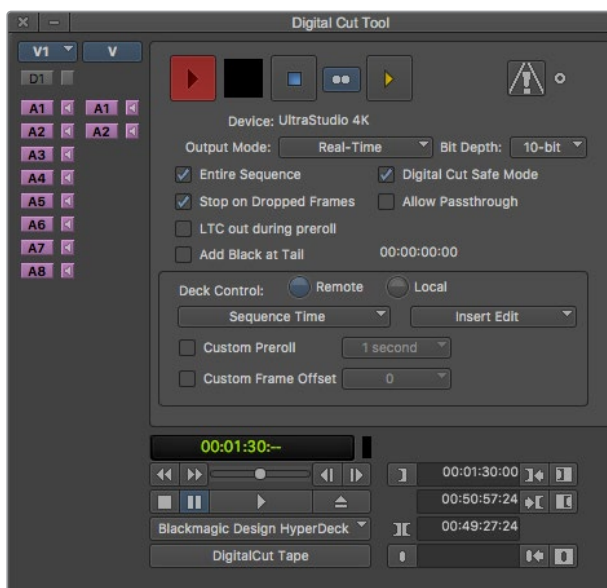 Digital Cut Tool
V1 V
D1
A1 A1
A2 A2
A3
A4
A5
A6
A7
A8
Device: UltraStudio 4K
Output Mode: Real-Time Bit Depth: 10-bit
Entire Sequence Digital Cut Safe Mode
Stop on Dropped Frames Allow Passthrough
LTC out during preroll
Add Black at Tail 00:00:00:00
Deck Control: Remote Local
Sequence Time Insert Edit
Custom Preroll 1 second
Custom Frame Offset 0
00:01:30:--
00:01:30:00
00:50:57:24
Blackmagic Design HyperDeck 00:49:27:24
DigitalCut Tape